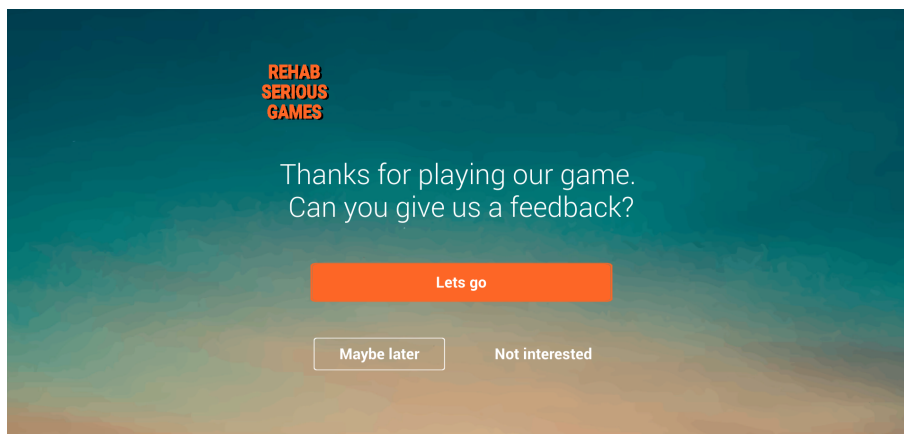 REHAB
SERIOUS
GAMES
Thanks for playing our game.
Can you give us a feedback?
Lets go
Maybe later Not interested